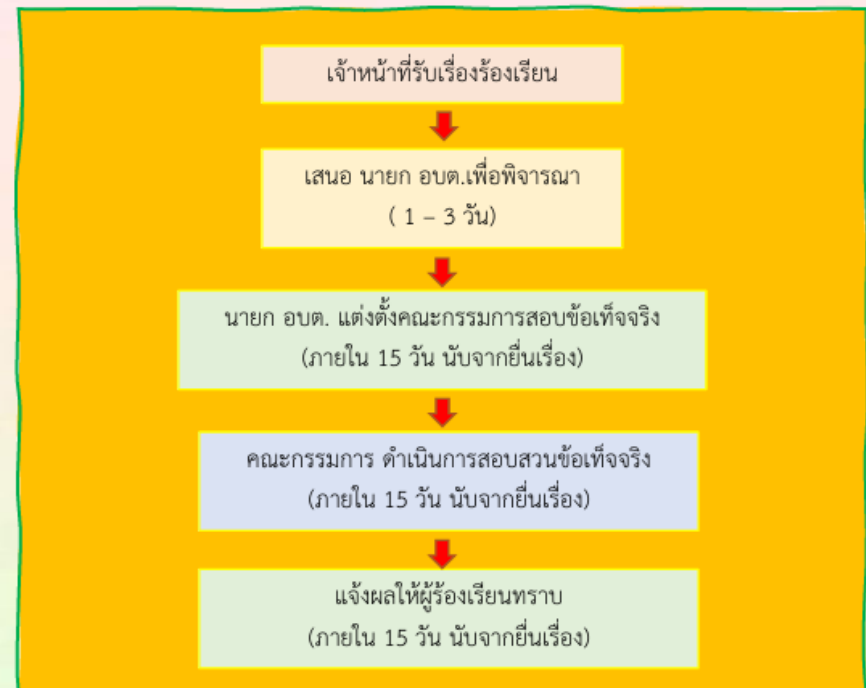 เจ้าหน้าที่รับเรื่องร้องเรียน
เสนอ นายก อบต.เพื่อพิจารณา
( 1 – 3 วัน)
นายก อบต. แต่งตั้งคณะกรรมการสอบข้อเท็จจริง
(ภายใน 15 วัน นับจากยื่นเรื่อง)
คณะกรรมการ ดำเนินการสอบสวนข้อเท็จจริง
(ภายใน 15 วัน นับจากยื่นเรื่อง)
แจ้งผลให้ผู้ร้องเรียนทราบ
(ภายใน 15 วัน นับจากยื่นเรื่อง)